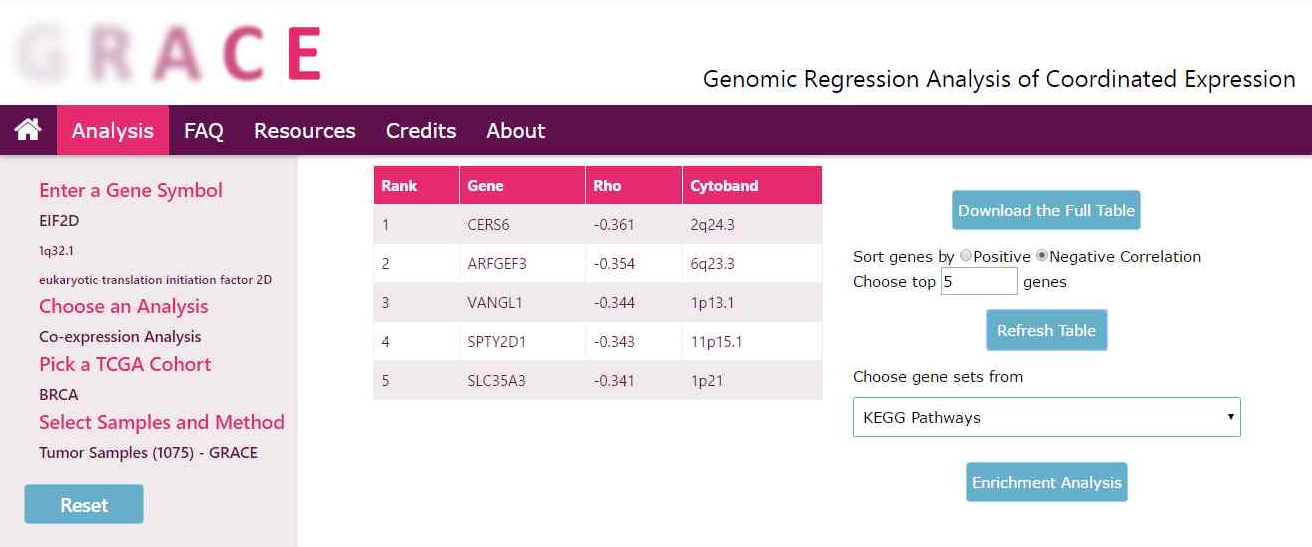 GRACE
Genomic Regression Analysis of Coordinated Expression
Analysis FAQ Resources Credits About
Enter a Gene Symbol
EIF2D
1q32.1
eukaryotic translation initiation factor 2D
Choose an Analysis
Co-expression Analysis
Pick a TCGA Cohort
BRCA
Select Samples and Method
Tumor Samples (1075) - GRACE
Reset
Rank Gene Rho Cytoband
1 CERS6 -0.361 2q24.3
2 ARFGEF3 -0.354 6q23.3
3 VANGL1 -0.344 1p13.1
4 SPTY2D1 -0.343 11p15.1
5 SLC35A3 -0.341 1p21
Download the Full Table
Sort genes by Positive Negative Correlation
Choose top 5 genes
Refresh Table
Choose gene sets from
KEGG Pathways
Enrichment Analysis